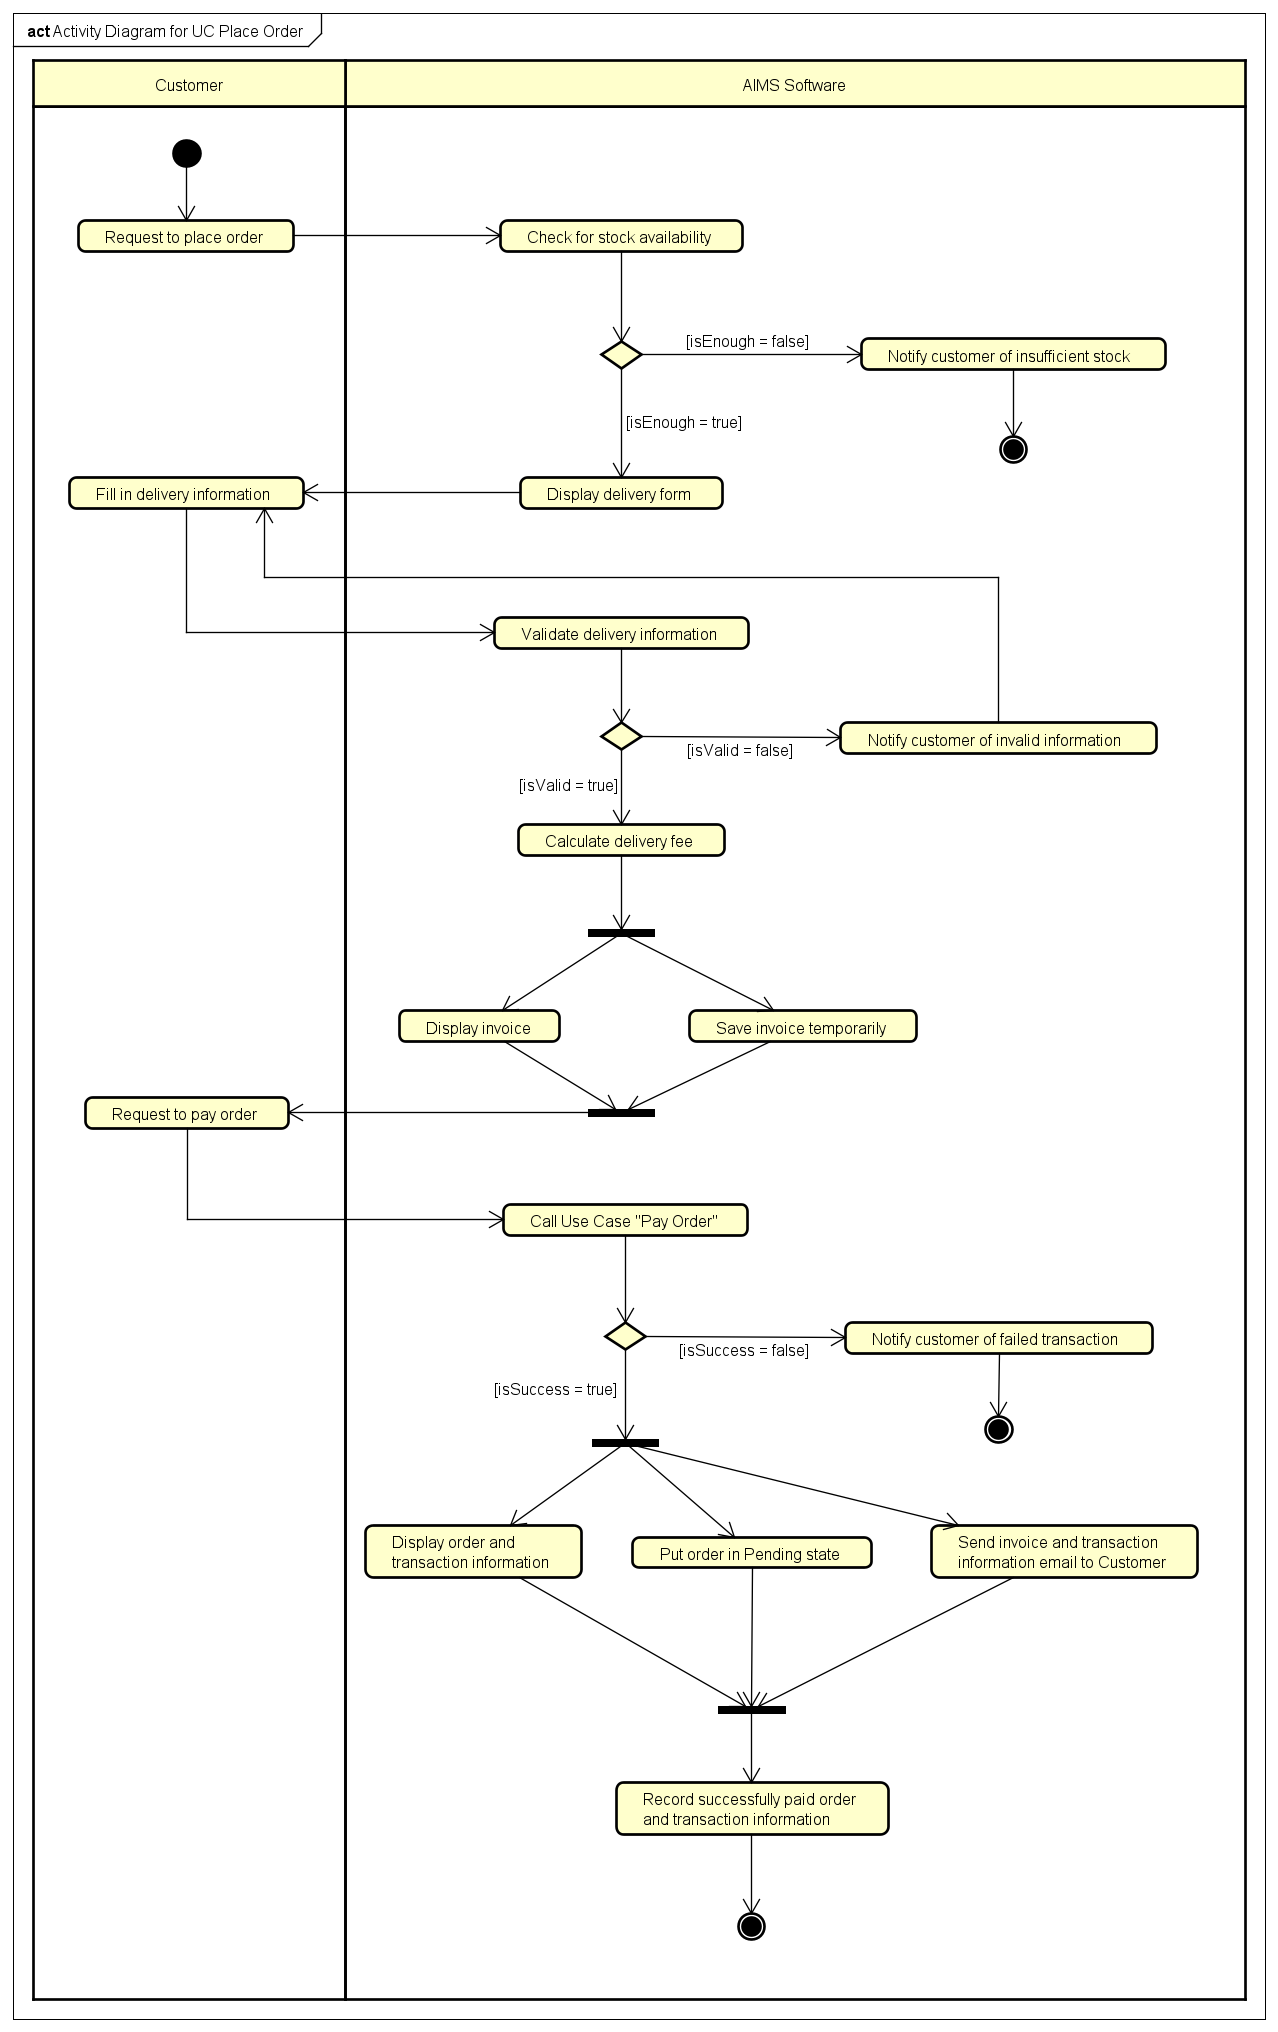 act Activity Diagram for UC Place Order
Customer
AIMS Software
Request to place order
Check for stock availability
[isEnough = false]
Notify customer of insufficient stock
[isEnough = true]
Fill in delivery information
Display delivery form
Validate delivery information
[isValid = false]
Notify customer of invalid information
[isValid = true]
Calculate delivery fee
Display invoice
Save invoice temporarily
Request to pay order
Call Use Case "Pay Order"
[isSuccess = false]
Notify customer of failed transaction
[isSuccess = true]
Display order and
transaction information
Put order in Pending state
Send invoice and transaction
information email to Customer
Record successfully paid order
and transaction information